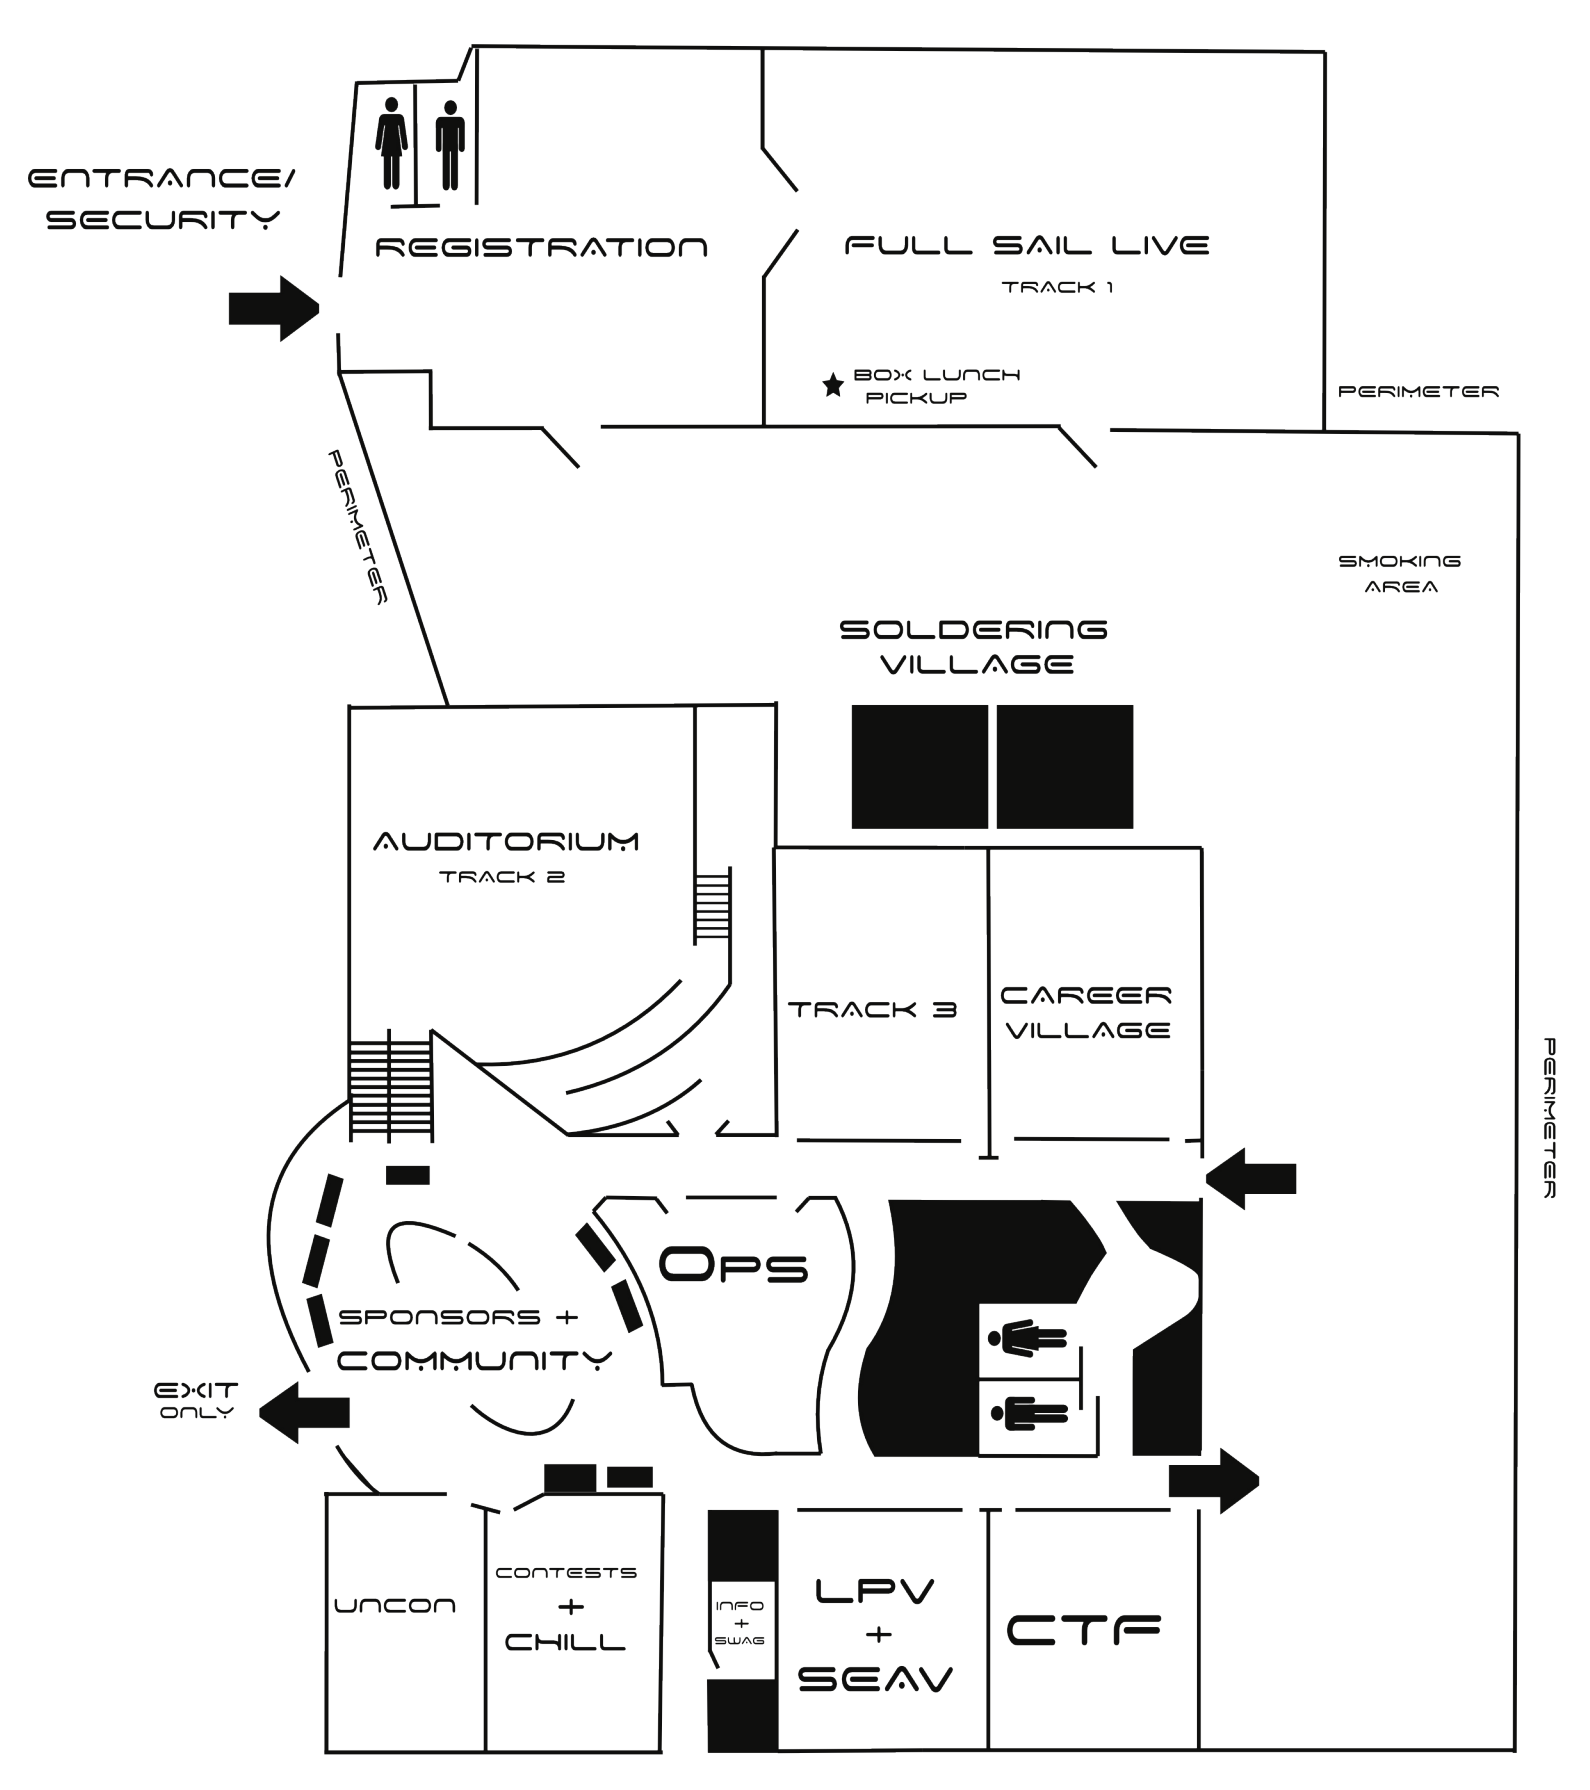 ENTRANCE/
SECURITY
REGISTRATION
FULL SAIL LIVE
TRACK 1
BOX LUNCH
PICKUP
PERIMETER
PERIMETER
SMOKING
AREA
SOLDERING
VILLAGE
AUDITORIUM
TRACK 2
TRACK 3
CAREER
VILLAGE
PERIMETER
OPS
SPONSORS +
COMMUNITY
EXIT
ONLY
UNCON
CONTESTS
+
CHILL
INFO
+
SWAG
LPV
+
SEAV
CTF